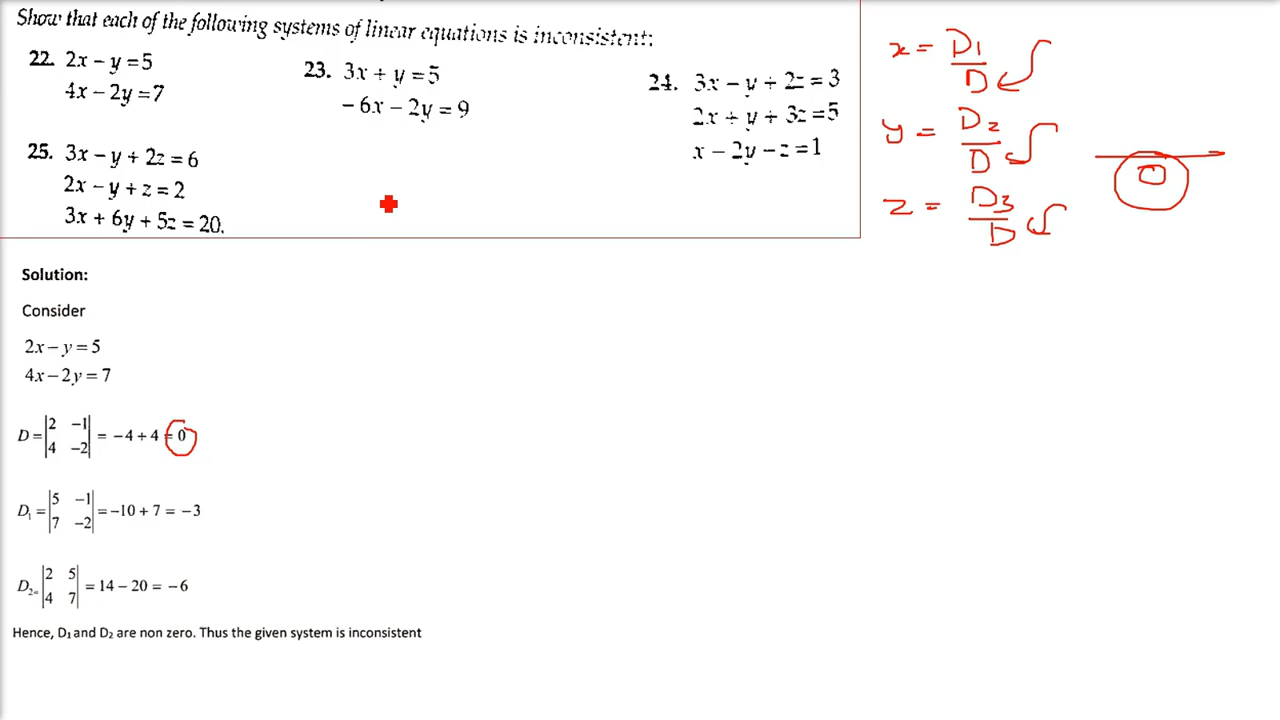 Show that each of the following systems of linear equations is inconsistent:
22. 2x − y = 5
4x − 2y = 7
23. 3x + y = 5
− 6x − 2y = 9
24. 3x − y + 2z = 3
2x + y + 3z = 5
x − 2y − z = 1
25. 3x − y + 2z = 6
2x − y + z = 2
3x + 6y + 5z = 20.
x = D1/D
y = D2/D
z = D3/D
0
Solution:
Consider
2x − y = 5
4x − 2y = 7
D = |2 −1; 4 −2| = −4 + 4 = 0
D₁ = |5 −1; 7 −2| = −10 + 7 = −3
D₂₌ |2 5; 4 7| = 14 − 20 = −6
Hence, D₁ and D₂ are non zero. Thus the given system is inconsistent